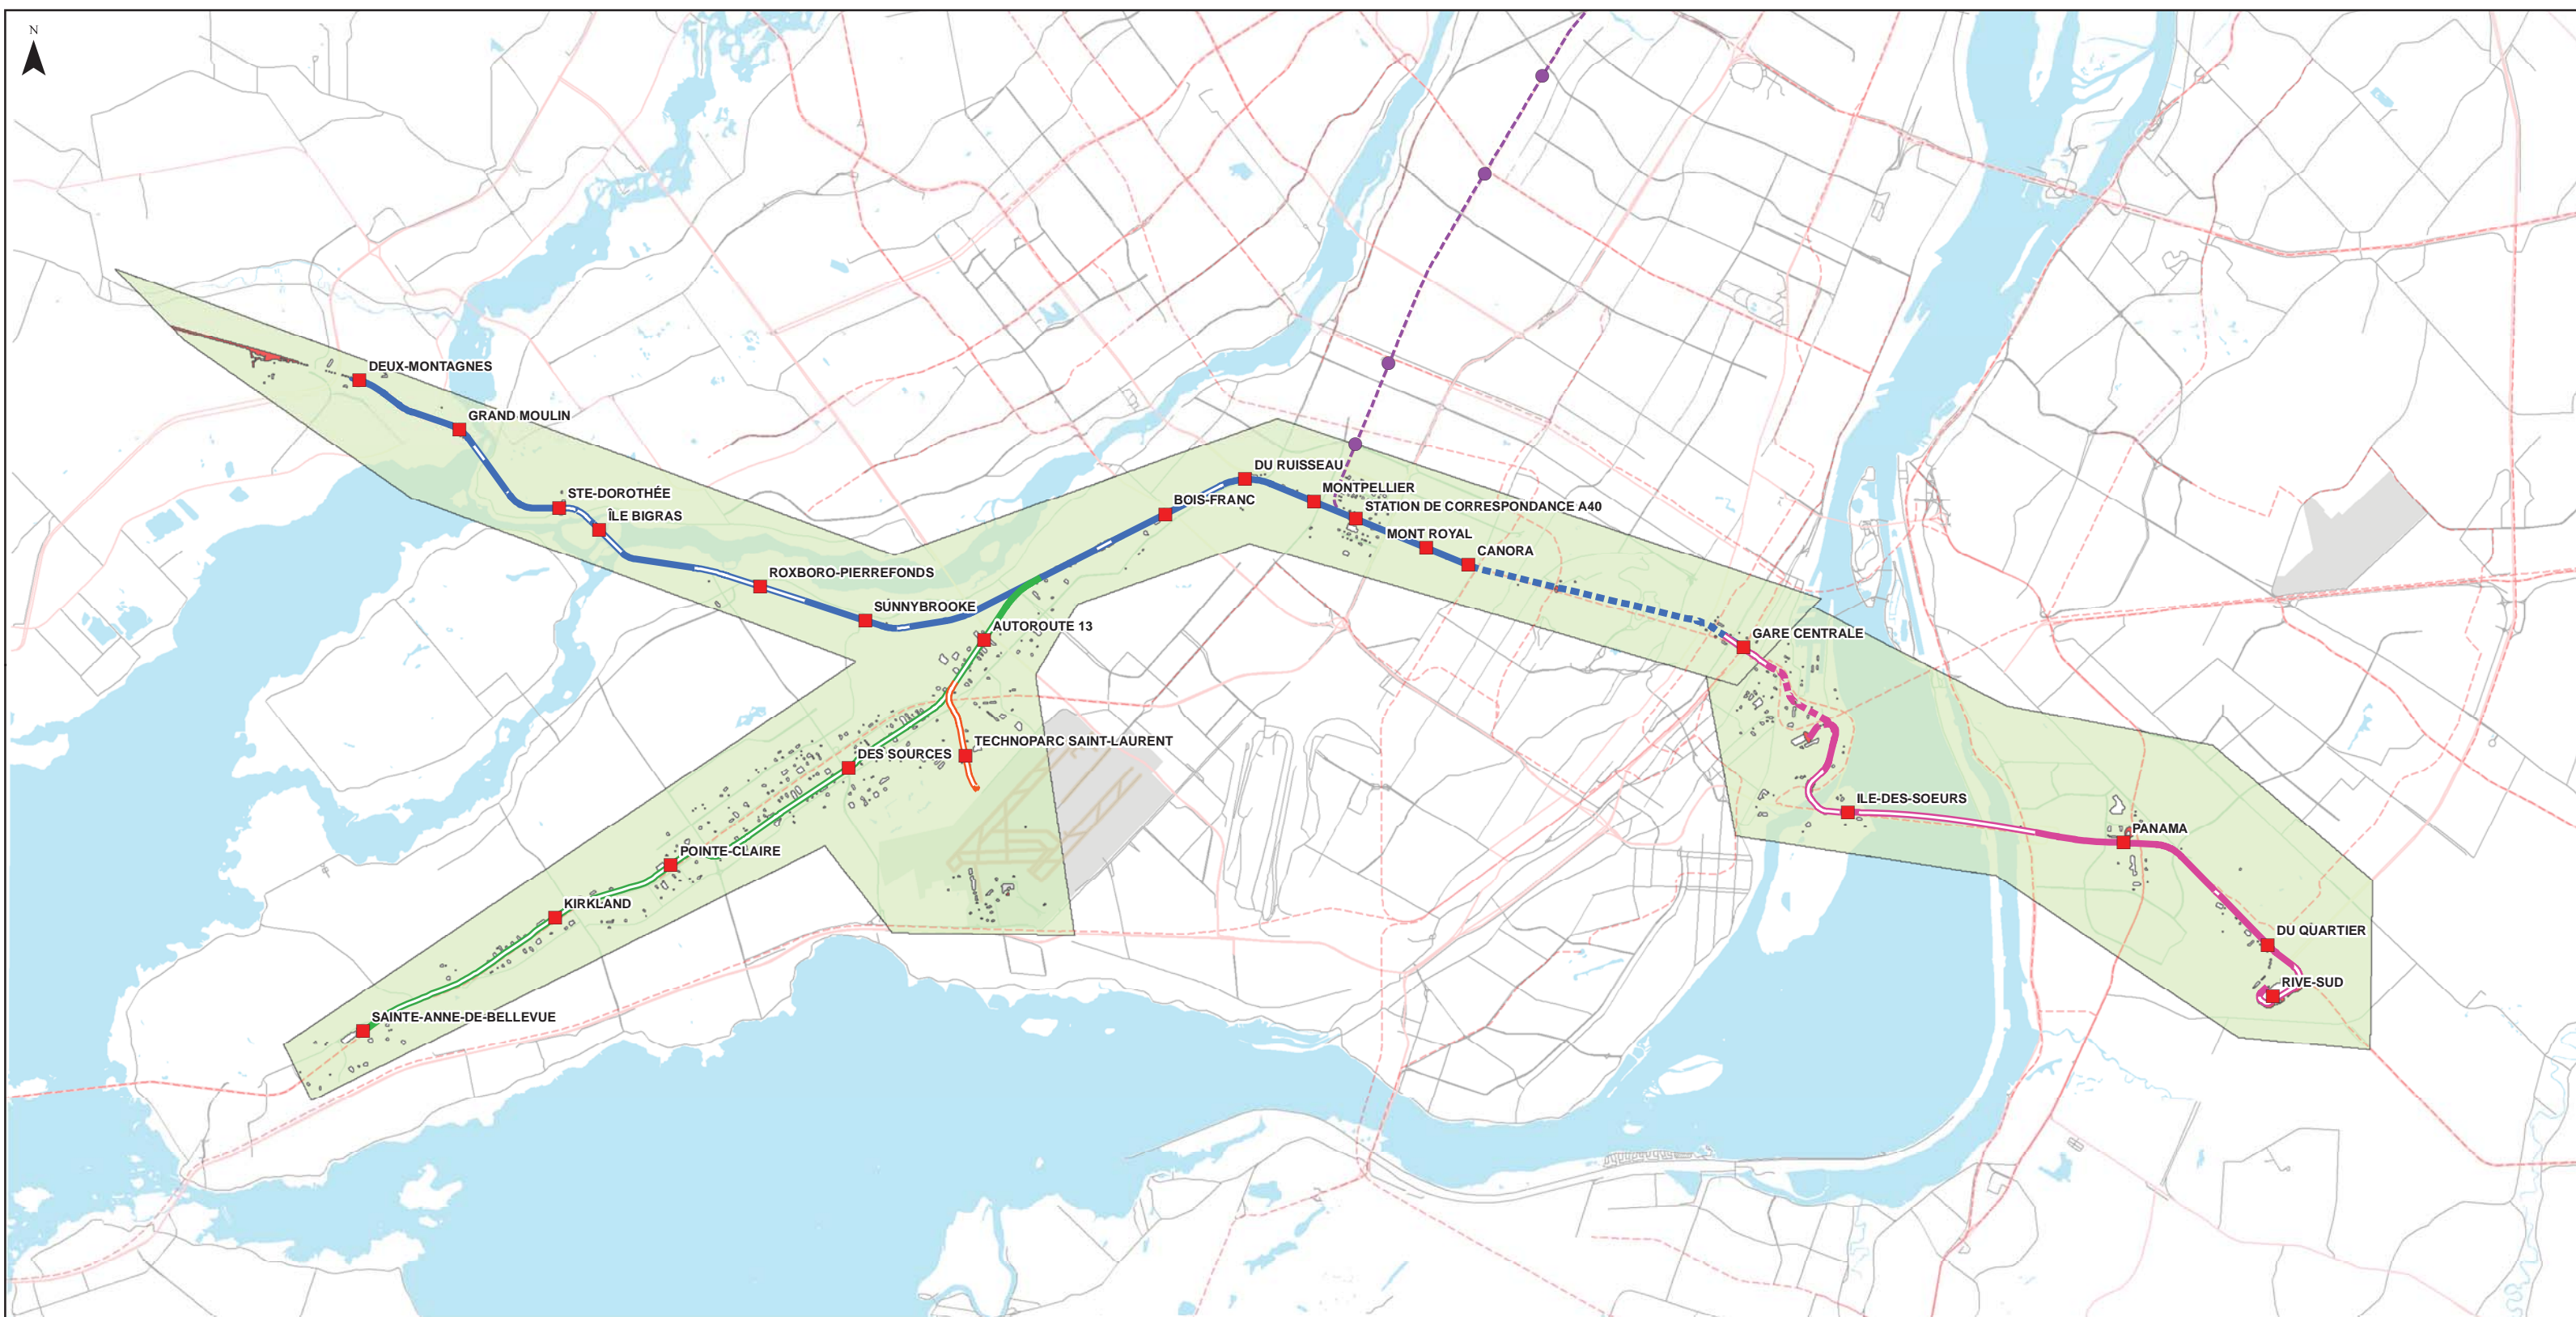 N
DEUX-MONTAGNES
GRAND MOULIN
STE-DOROTHÉE
ÎLE BIGRAS
ROXBORO-PIERREFONDS
SUNNYBROOKE
AUTOROUTE 13
BOIS-FRANC
DU RUISSEAU
MONTPELLIER
STATION DE CORRESPONDANCE A40
MONT ROYAL
CANORA
GARE CENTRALE
TECHNOPARC SAINT-LAURENT
DES SOURCES
POINTE-CLAIRE
KIRKLAND
SAINTE-ANNE-DE-BELLEVUE
ILE-DES-SOEURS
PANAMA
DU QUARTIER
RIVE-SUD